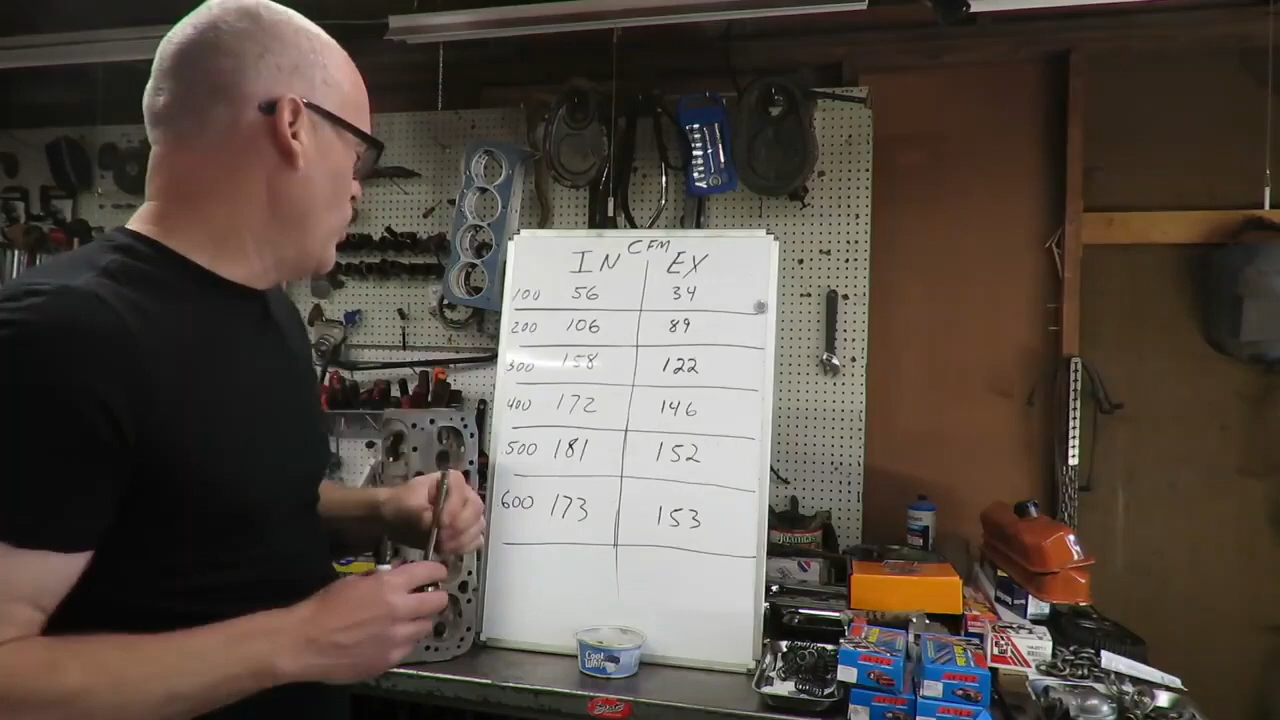 CFM
IN EX
100 56 34
200 106 89
300 158 122
400 172 146
.500 181 152
600 173 153
Cool
Whip